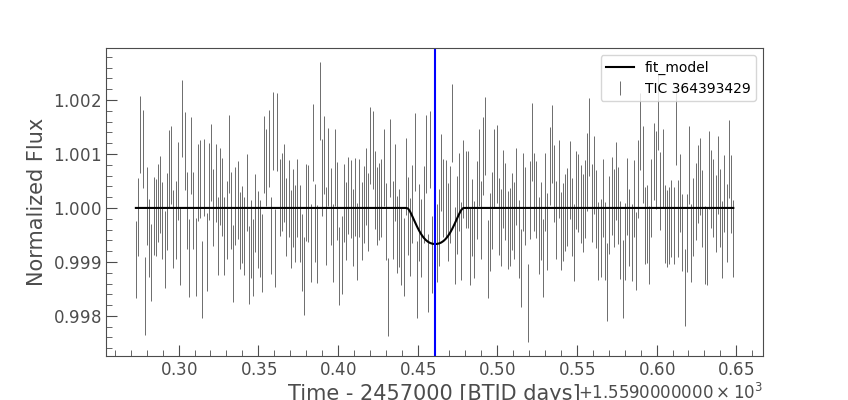 fit_model
TIC 364393429
Normalized Flux
1.002
1.001
1.000
0.999
0.998
0.30 0.35 0.40 0.45 0.50 0.55 0.60 0.65
Time - 2457000 [BTJD days]
+1.5590000000 × 10³